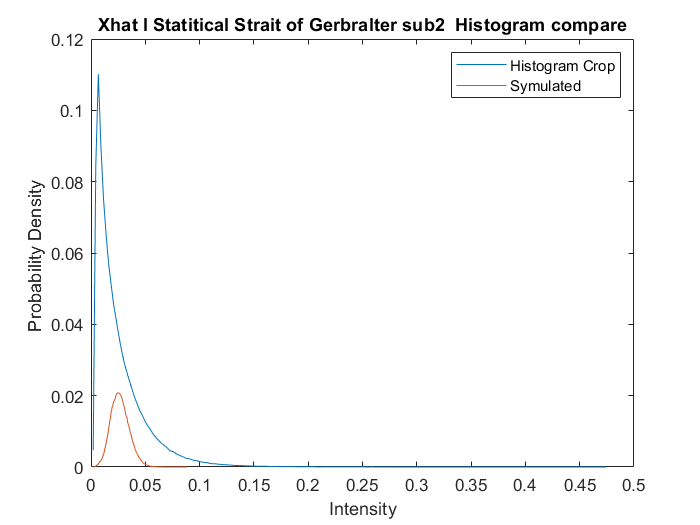 Xhat I Statitical Strait of Gerbralter sub2  Histogram compare
0.12
0.1
0.08
0.06
0.04
0.02
0
Probability Density
Histogram Crop
Symulated
0 0.05 0.1 0.15 0.2 0.25 0.3 0.35 0.4 0.45 0.5
Intensity